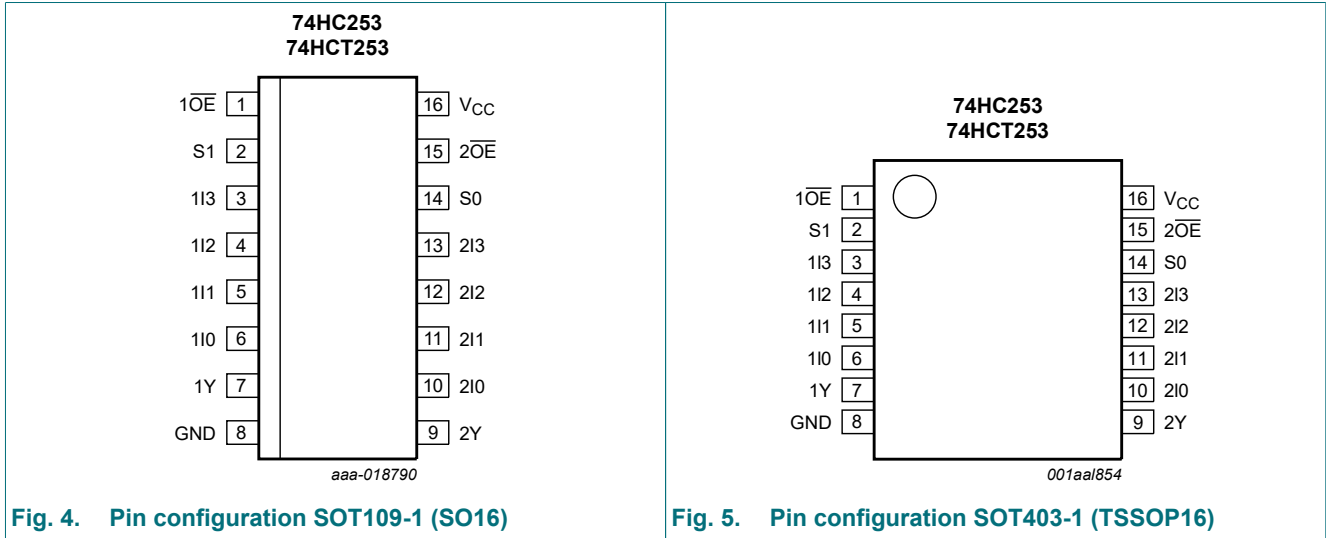 74HC253
74HCT253
1O̅E̅ 1
S1 2
1I3 3
1I2 4
1I1 5
1I0 6
1Y 7
GND 8
16 VCC
15 2O̅E̅
14 S0
13 2I3
12 2I2
11 2I1
10 2I0
9 2Y
aaa-018790
Fig. 4. Pin configuration SOT109-1 (SO16)
74HC253
74HCT253
1O̅E̅ 1
S1 2
1I3 3
1I2 4
1I1 5
1I0 6
1Y 7
GND 8
16 VCC
15 2O̅E̅
14 S0
13 2I3
12 2I2
11 2I1
10 2I0
9 2Y
001aal854
Fig. 5. Pin configuration SOT403-1 (TSSOP16)